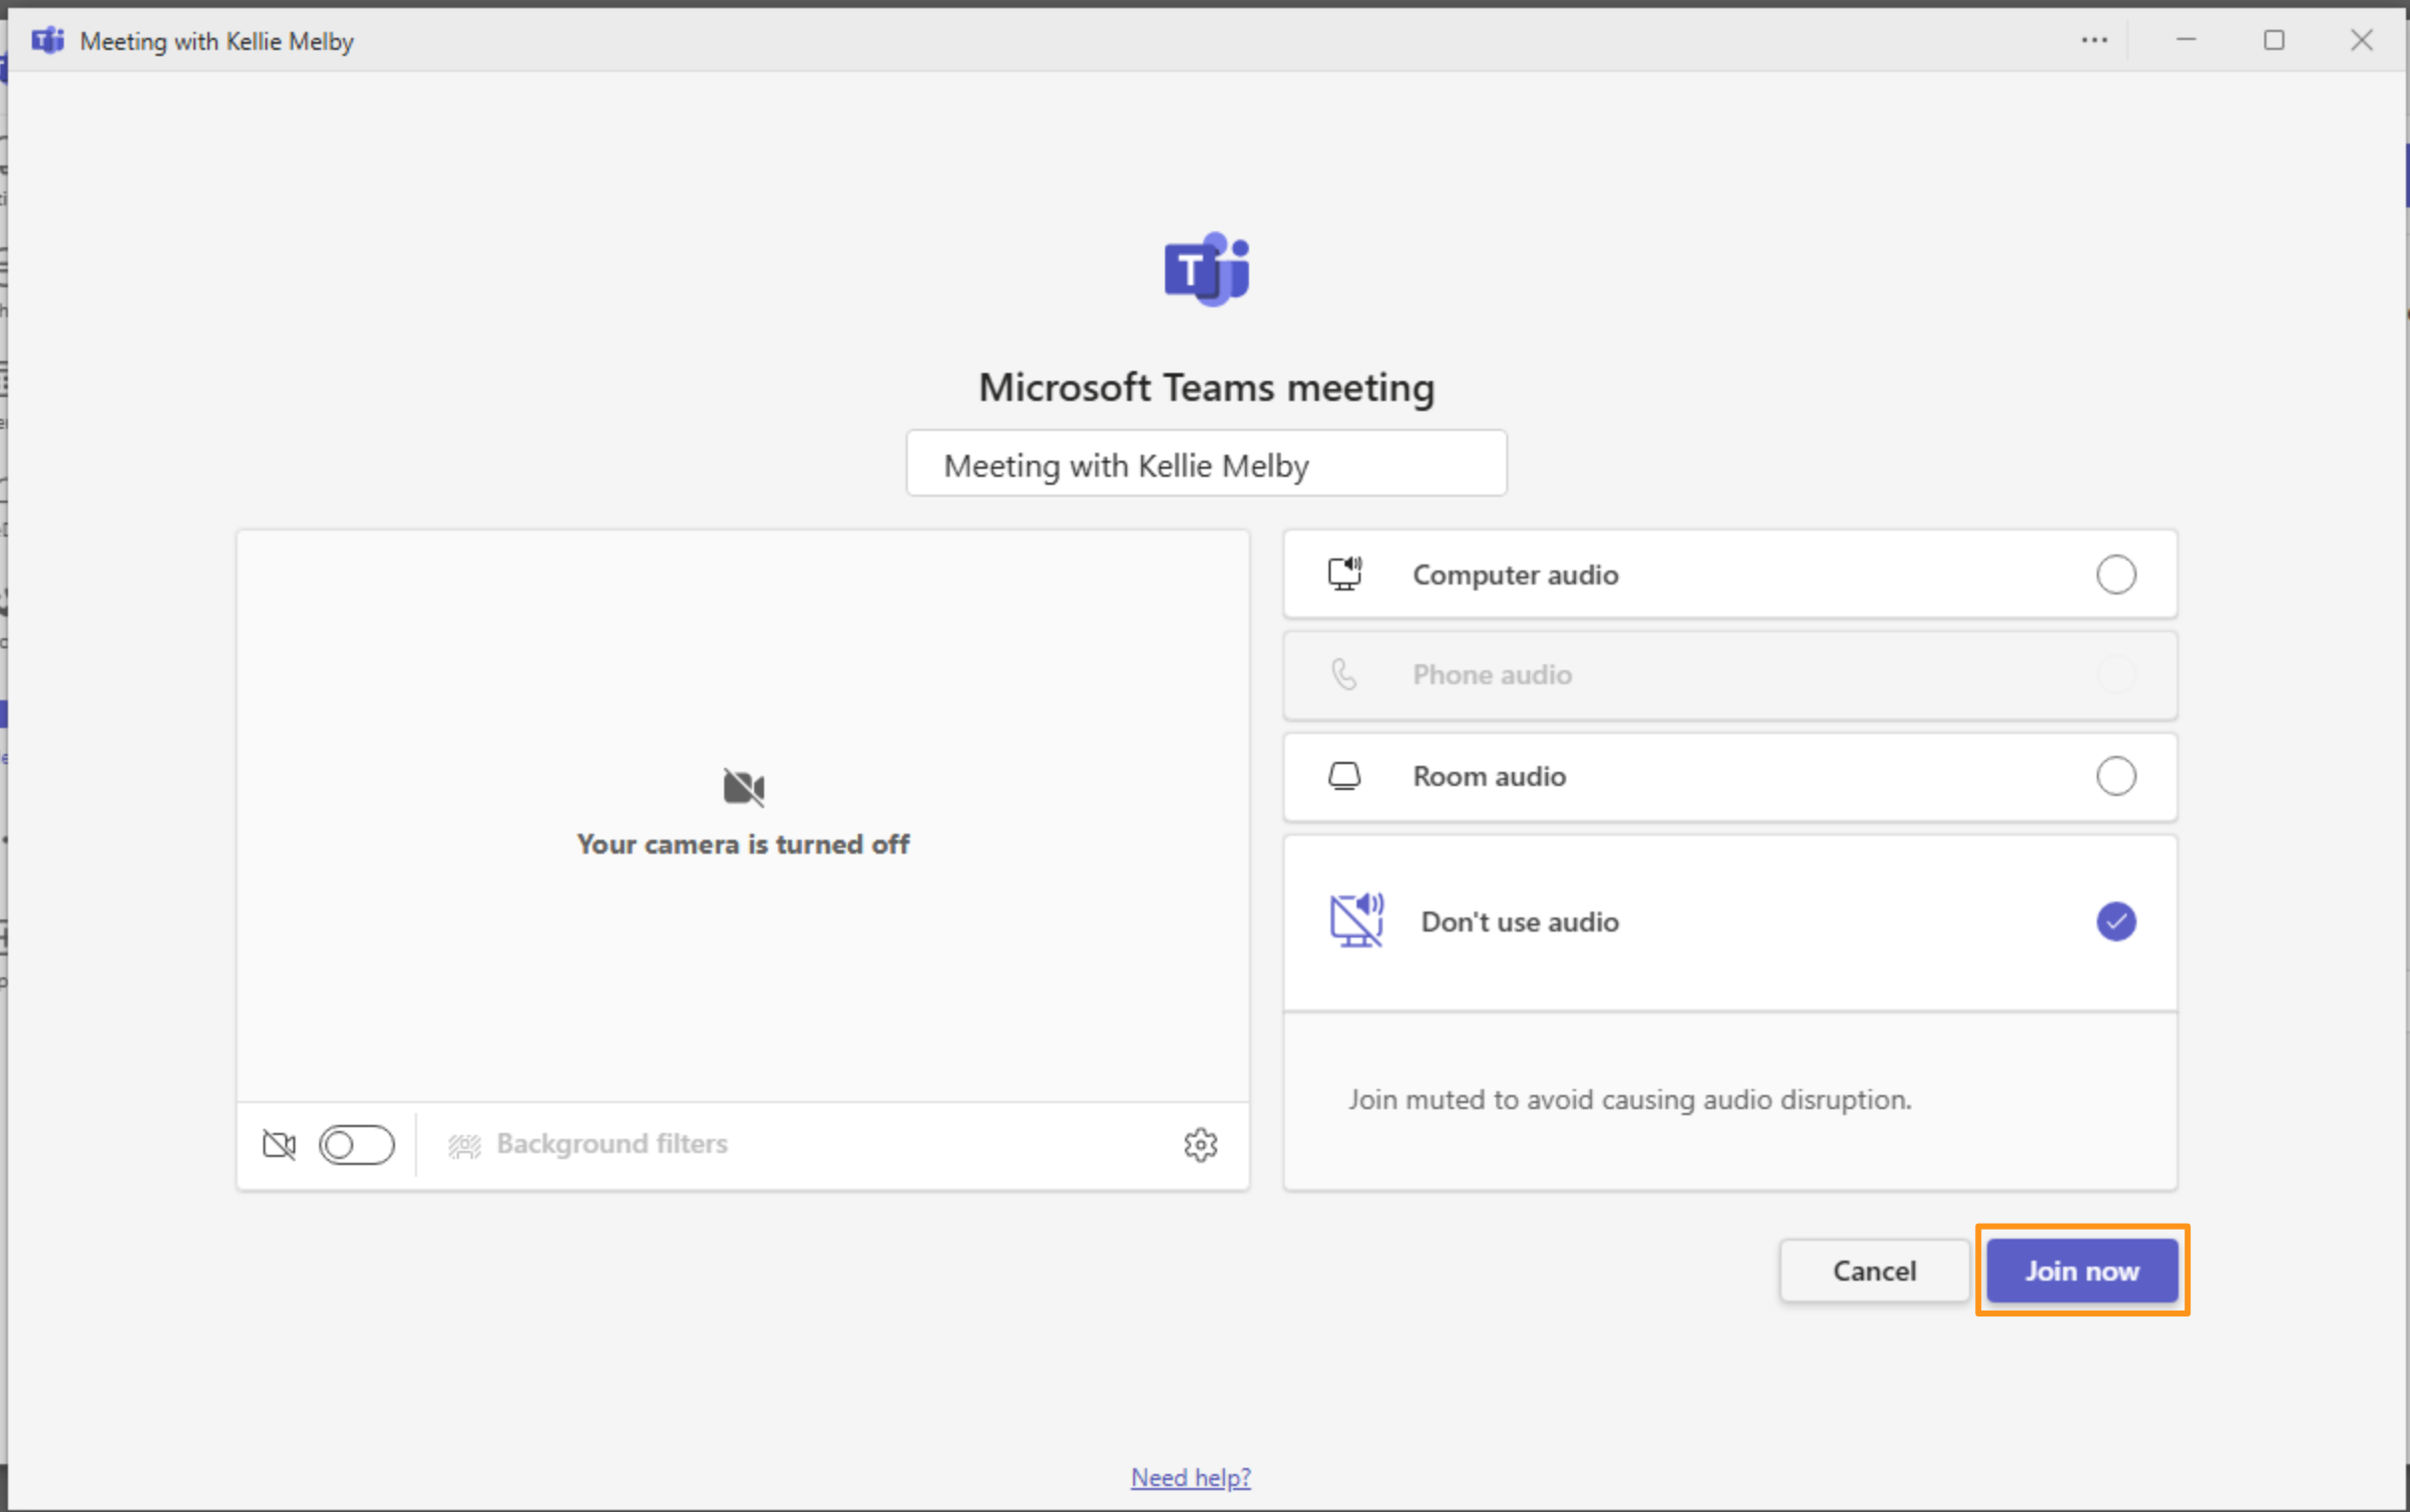 Meeting with Kellie Melby
Microsoft Teams meeting
Meeting with Kellie Melby
Your camera is turned off
Background filters
Computer audio
Phone audio
Room audio
Don't use audio
Join muted to avoid causing audio disruption.
Cancel
Join now
Need help?